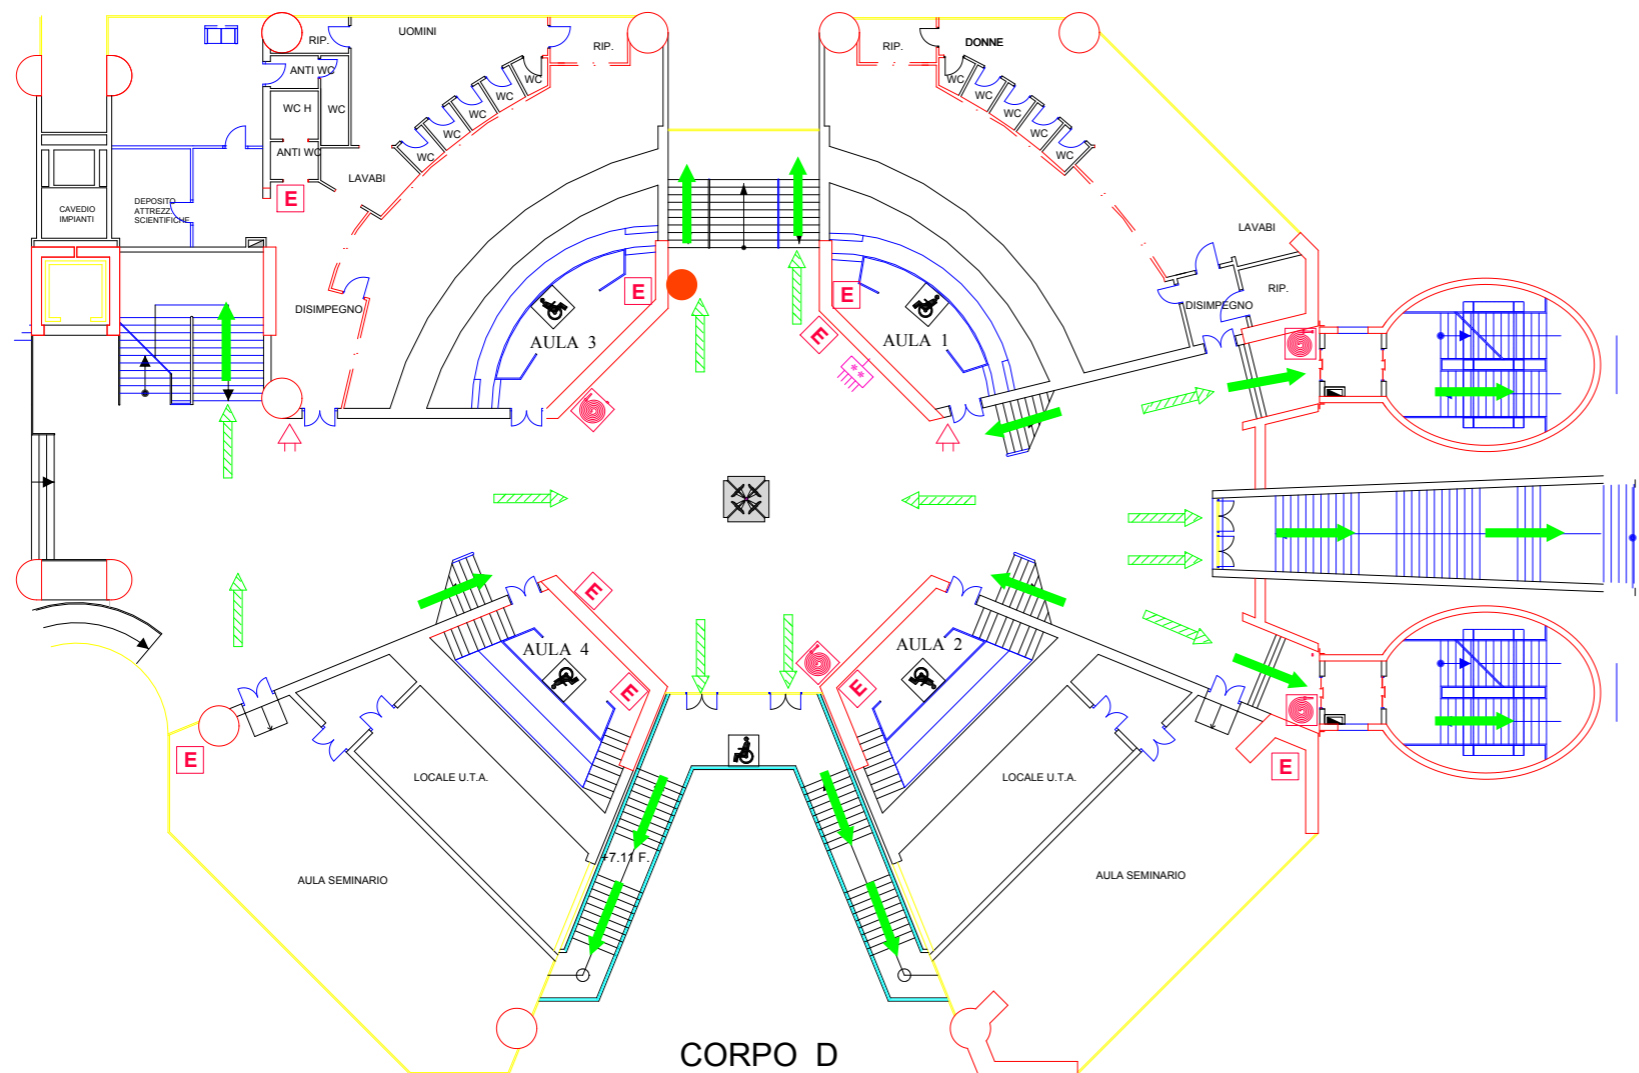 UOMINI
RIP.
RIP.
RIP.
DONNE
ANTI WC
WC
WC
WC
WC
WC
WC
WC H
WC
WC
WC
WC
WC
WC
ANTI WC
LAVABI
E
CAVEDIO
IMPIANTI
DEPOSITO
ATTREZZ.
SCIENTIFICHE
LAVABI
RIP.
DISIMPEGNO
DISIMPEGNO
E
E
E
AULA 3
AULA 1
**
E
AULA 4
AULA 2
E
E
E
E
LOCALE U.T.A.
LOCALE U.T.A.
+7.11 F.
AULA SEMINARIO
AULA SEMINARIO
CORPO D